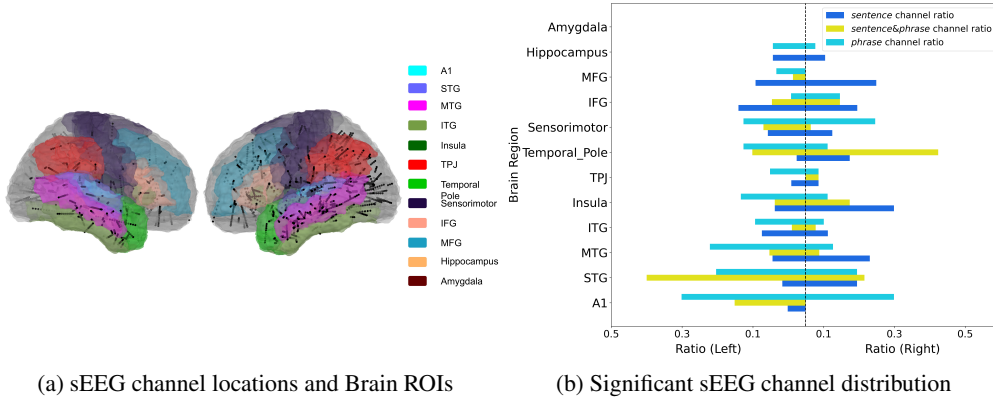 A1
STG
MTG
ITG
Insula
TPJ
Temporal
Pole
Sensorimotor
IFG
MFG
Hippocampus
Amygdala
(a) sEEG channel locations and Brain ROIs
sentence channel ratio
sentence&phrase channel ratio
phrase channel ratio
Brain Region
Amygdala
Hippocampus
MFG
IFG
Sensorimotor
Temporal_Pole
TPJ
Insula
ITG
MTG
STG
A1
0.5 0.3 0.1 0.1 0.3 0.5
Ratio (Left) Ratio (Right)
(b) Significant sEEG channel distribution